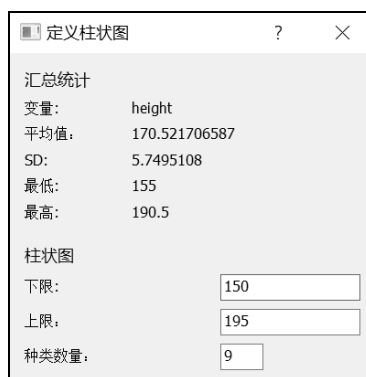 定义柱状图 ?
汇总统计
变量: height
平均值: 170.521706587
SD: 5.7495108
最低: 155
最高: 190.5
柱状图
下限: 150
上限: 195
种类数量: 9